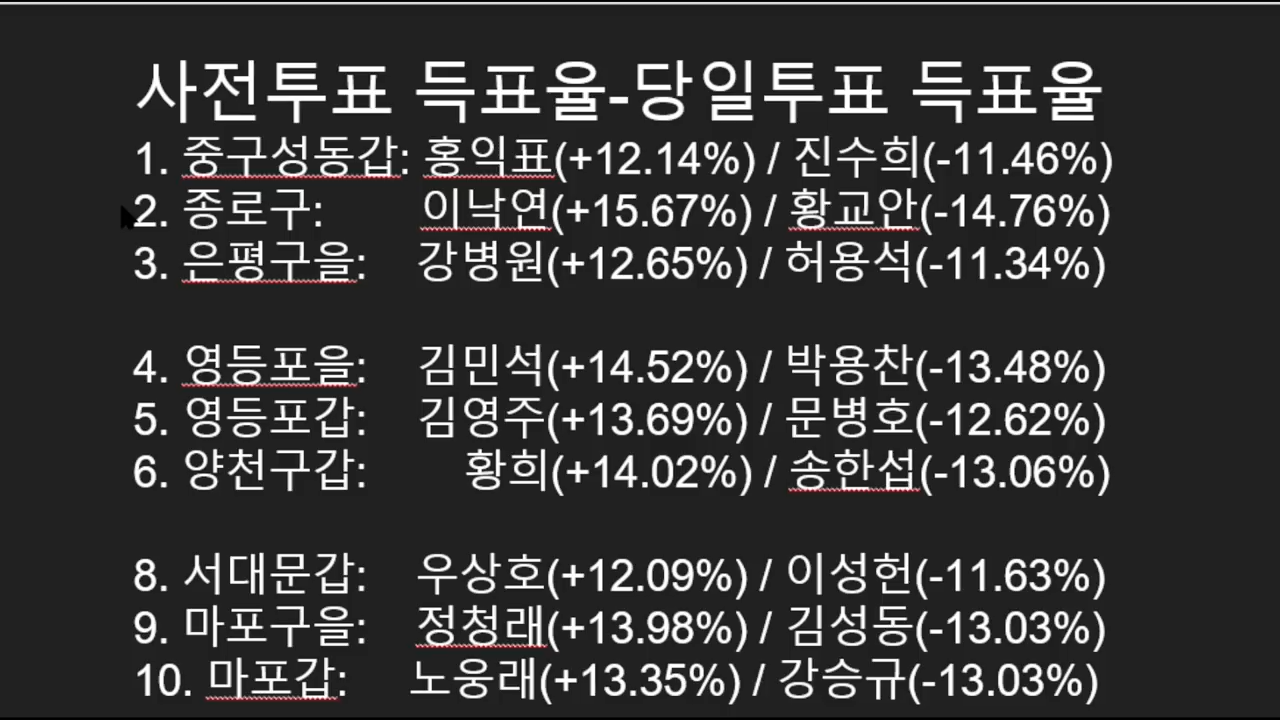 사전투표 득표율-당일투표 득표율
1. 중구성동갑: 홍익표(+12.14%) / 진수희(-11.46%)
2. 종로구: 이낙연(+15.67%) / 황교안(-14.76%)
3. 은평구을: 강병원(+12.65%) / 허용석(-11.34%)
4. 영등포을: 김민석(+14.52%) / 박용찬(-13.48%)
5. 영등포갑: 김영주(+13.69%) / 문병호(-12.62%)
6. 양천구갑: 황희(+14.02%) / 송한섭(-13.06%)
8. 서대문갑: 우상호(+12.09%) / 이성헌(-11.63%)
9. 마포구을: 정청래(+13.98%) / 김성동(-13.03%)
10. 마포갑: 노웅래(+13.35%) / 강승규(-13.03%)